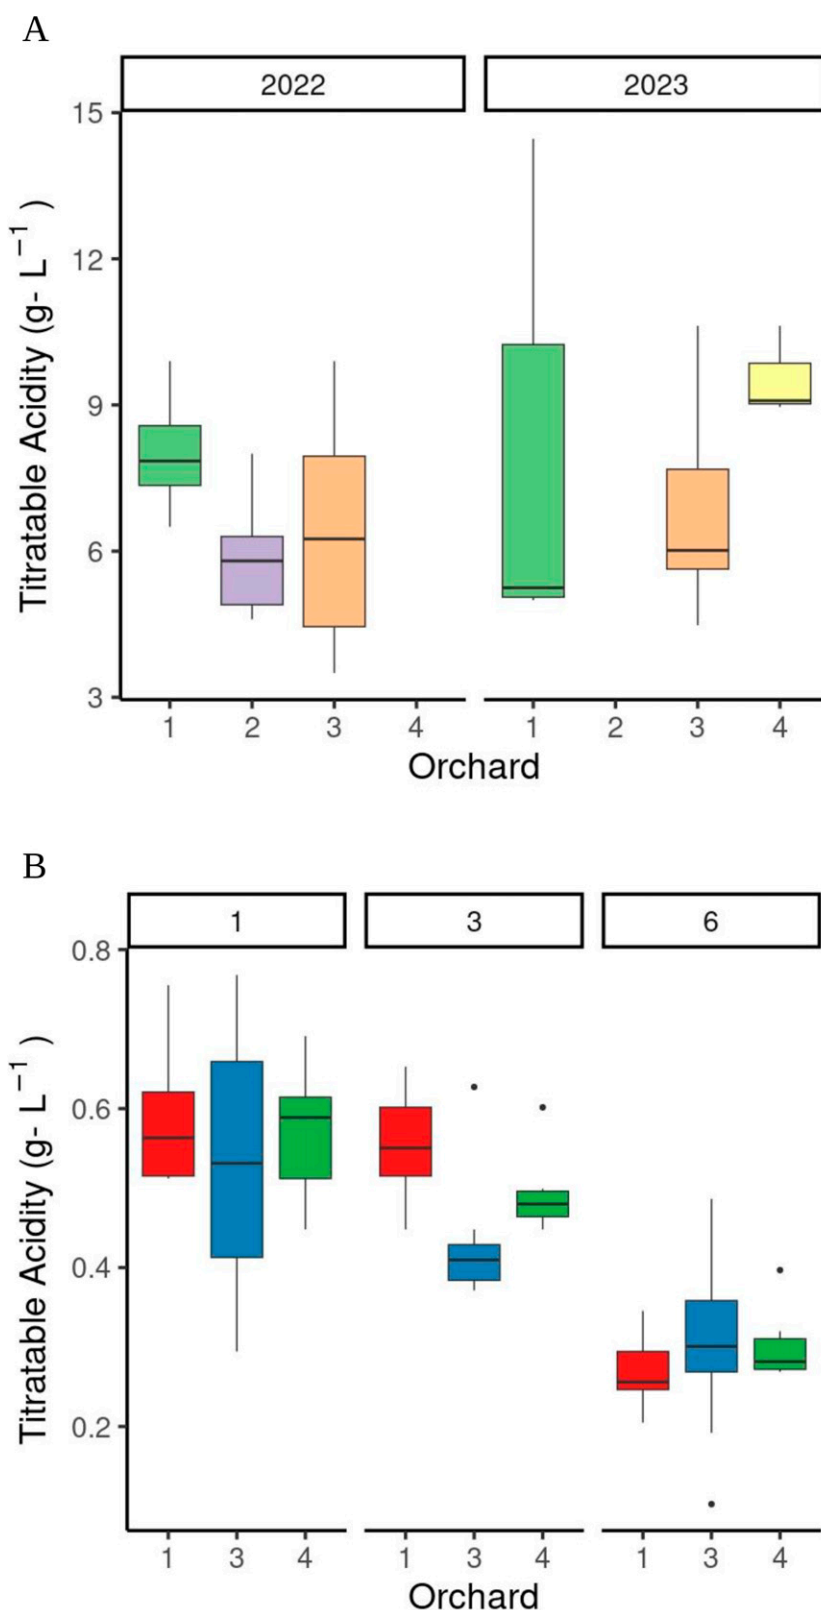 A
2022 2023
15
12
9
6
3
Titratable Acidity (g- L⁻¹ )
1 2 3 4 1 2 3 4
Orchard
B
1 3 6
0.8
0.6
0.4
0.2
Titratable Acidity (g- L⁻¹ )
1 3 4 1 3 4 1 3 4
Orchard